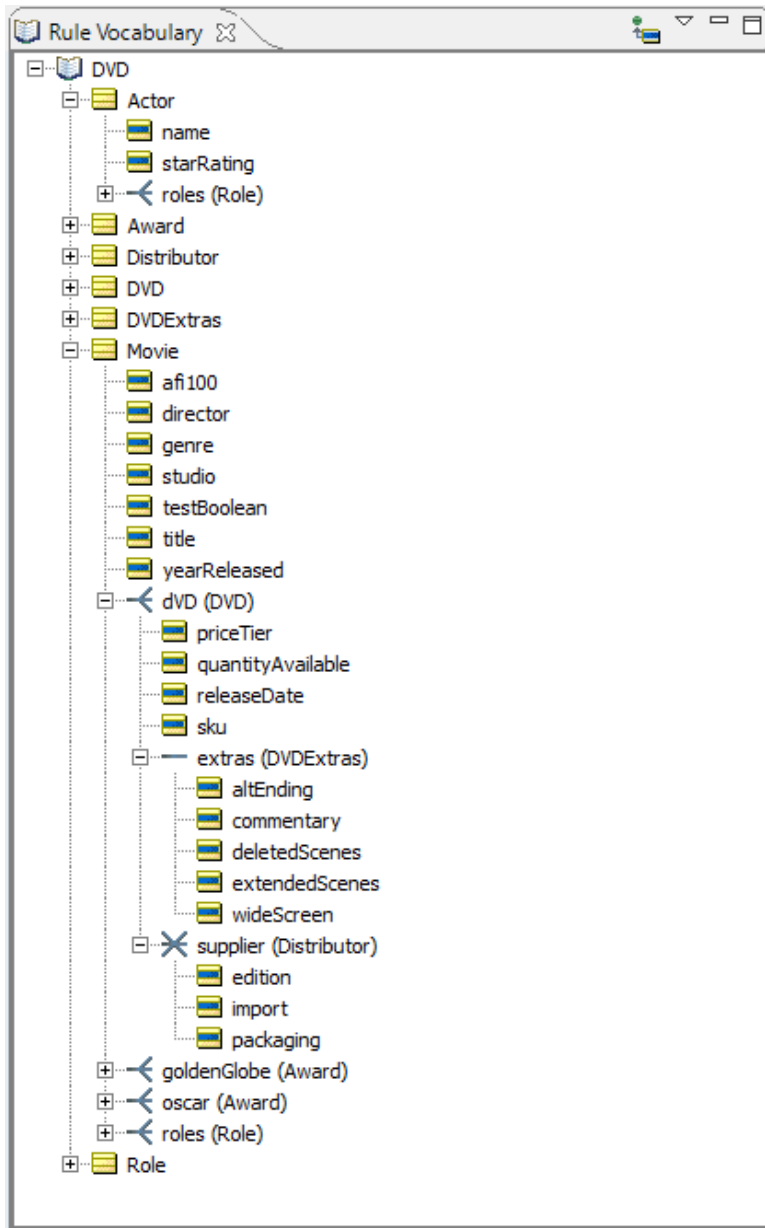 Rule Vocabulary
DVD
Actor
name
starRating
roles (Role)
Award
Distributor
DVD
DVDExtras
Movie
afi100
director
genre
studio
testBoolean
title
yearReleased
dVD (DVD)
priceTier
quantityAvailable
releaseDate
sku
extras (DVDExtras)
altEnding
commentary
deletedScenes
extendedScenes
wideScreen
supplier (Distributor)
edition
import
packaging
goldenGlobe (Award)
oscar (Award)
roles (Role)
Role